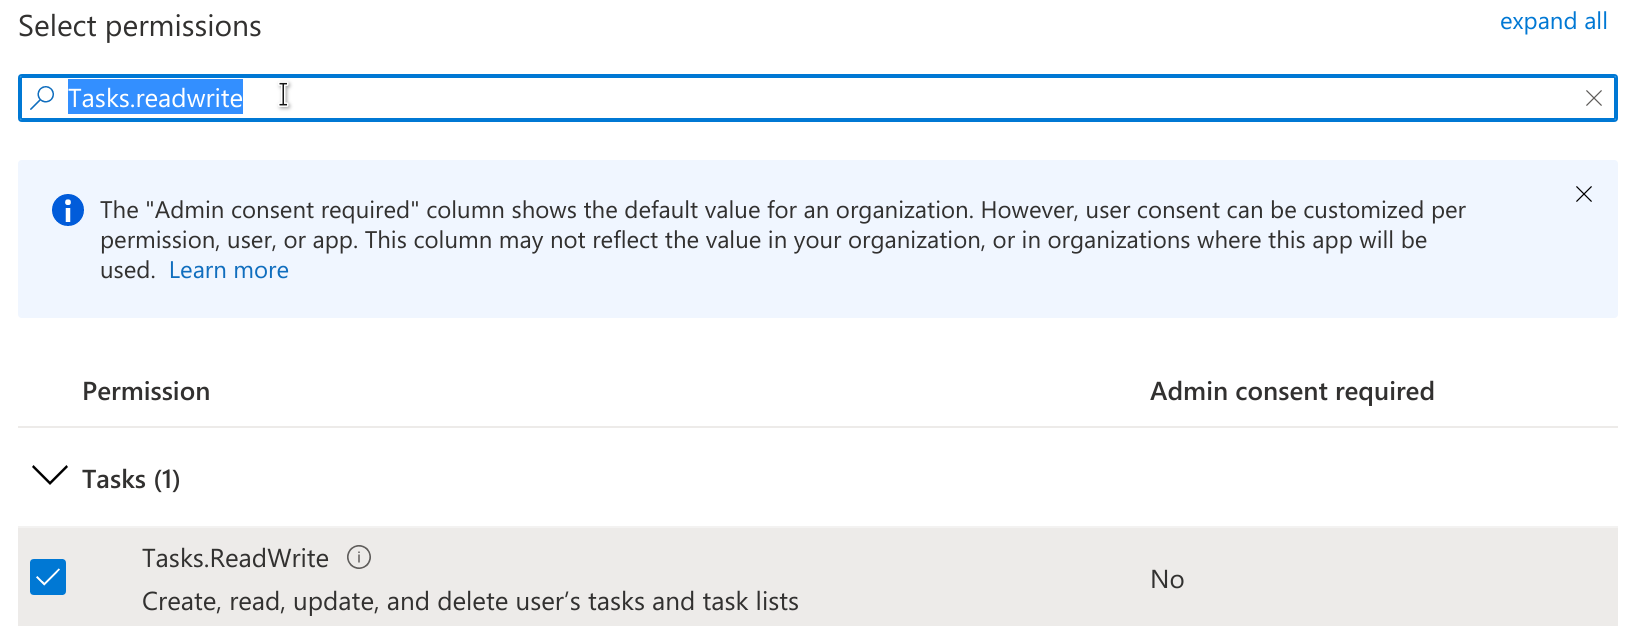 Select permissions
expand all
Tasks.readwrite
The "Admin consent required" column shows the default value for an organization. However, user consent can be customized per
permission, user, or app. This column may not reflect the value in your organization, or in organizations where this app will be
used. Learn more
Permission
Admin consent required
Tasks (1)
Tasks.ReadWrite
Create, read, update, and delete user’s tasks and task lists
No